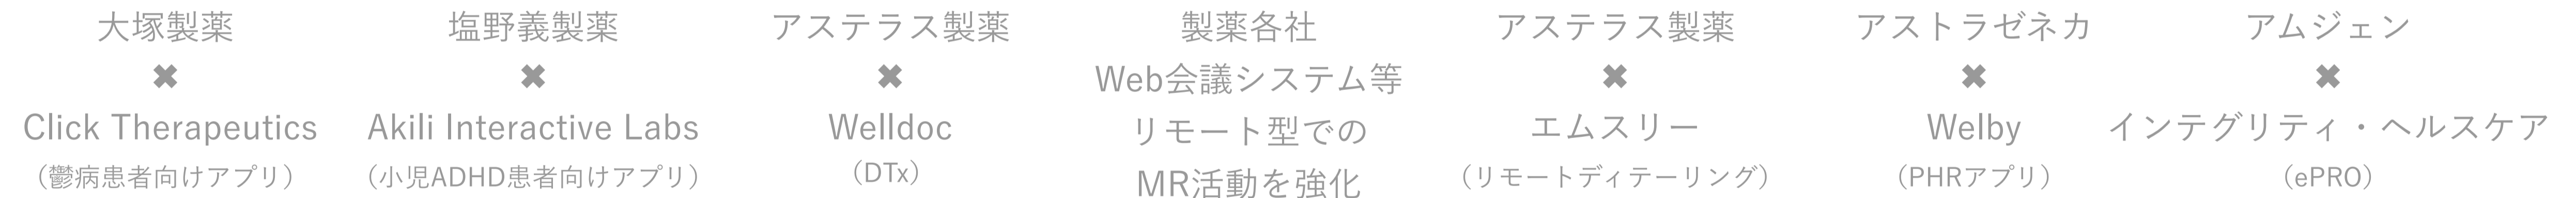 大塚製薬
✖
Click Therapeutics
（鬱病患者向けアプリ）
塩野義製薬
✖
Akili Interactive Labs
（小児ADHD患者向けアプリ）
アステラス製薬
✖
Welldoc
（DTx）
製薬各社
Web会議システム等
リモート型での
MR活動を強化
アステラス製薬
✖
エムスリー
（リモートディテーリング）
アストラゼネカ
✖
Welby
（PHRアプリ）
アムジェン
✖
インテグリティ・ヘルスケア
（ePRO）